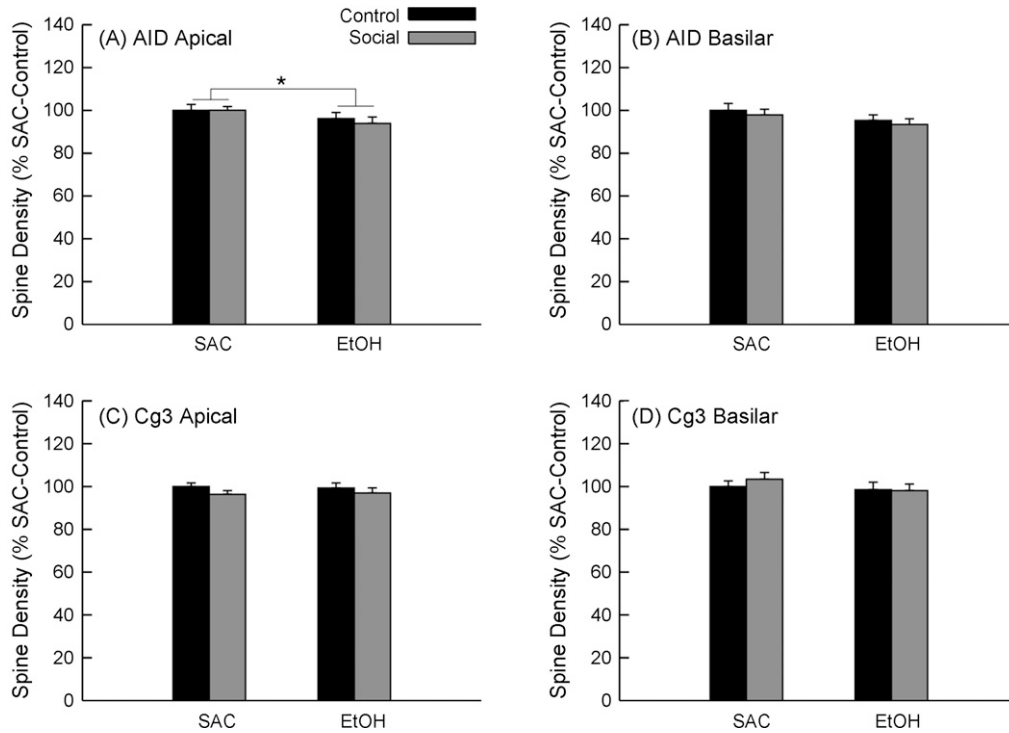 Control
Social
(A) AID Apical
*
Spine Density (% SAC-Control)
140
120
100
80
60
40
20
0
SAC EtOH
(B) AID Basilar
Spine Density (% SAC-Control)
140
120
100
80
60
40
20
0
SAC EtOH
(C) Cg3 Apical
Spine Density (% SAC-Control)
140
120
100
80
60
40
20
0
SAC EtOH
(D) Cg3 Basilar
Spine Density (% SAC-Control)
140
120
100
80
60
40
20
0
SAC EtOH